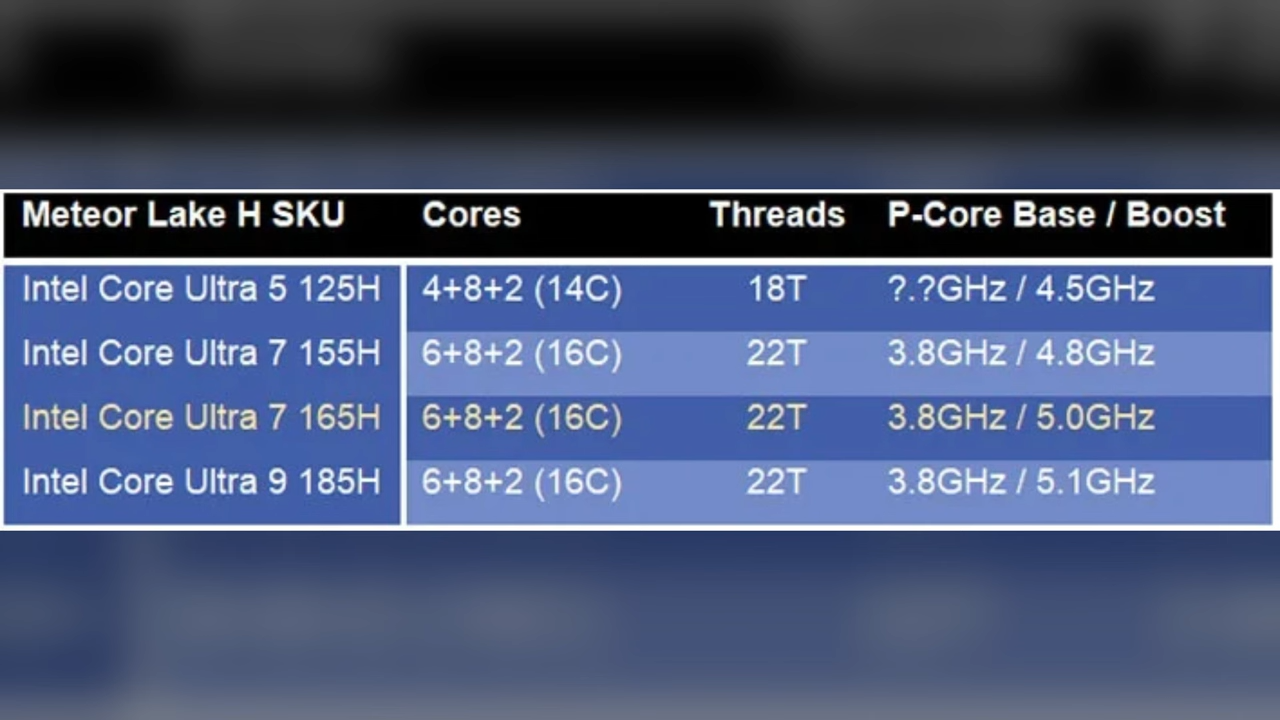 Meteor Lake H SKU Cores Threads P-Core Base / Boost
Intel Core Ultra 5 125H 4+8+2 (14C) 18T ?.?GHz / 4.5GHz
Intel Core Ultra 7 155H 6+8+2 (16C) 22T 3.8GHz / 4.8GHz
Intel Core Ultra 7 165H 6+8+2 (16C) 22T 3.8GHz / 5.0GHz
Intel Core Ultra 9 185H 6+8+2 (16C) 22T 3.8GHz / 5.1GHz